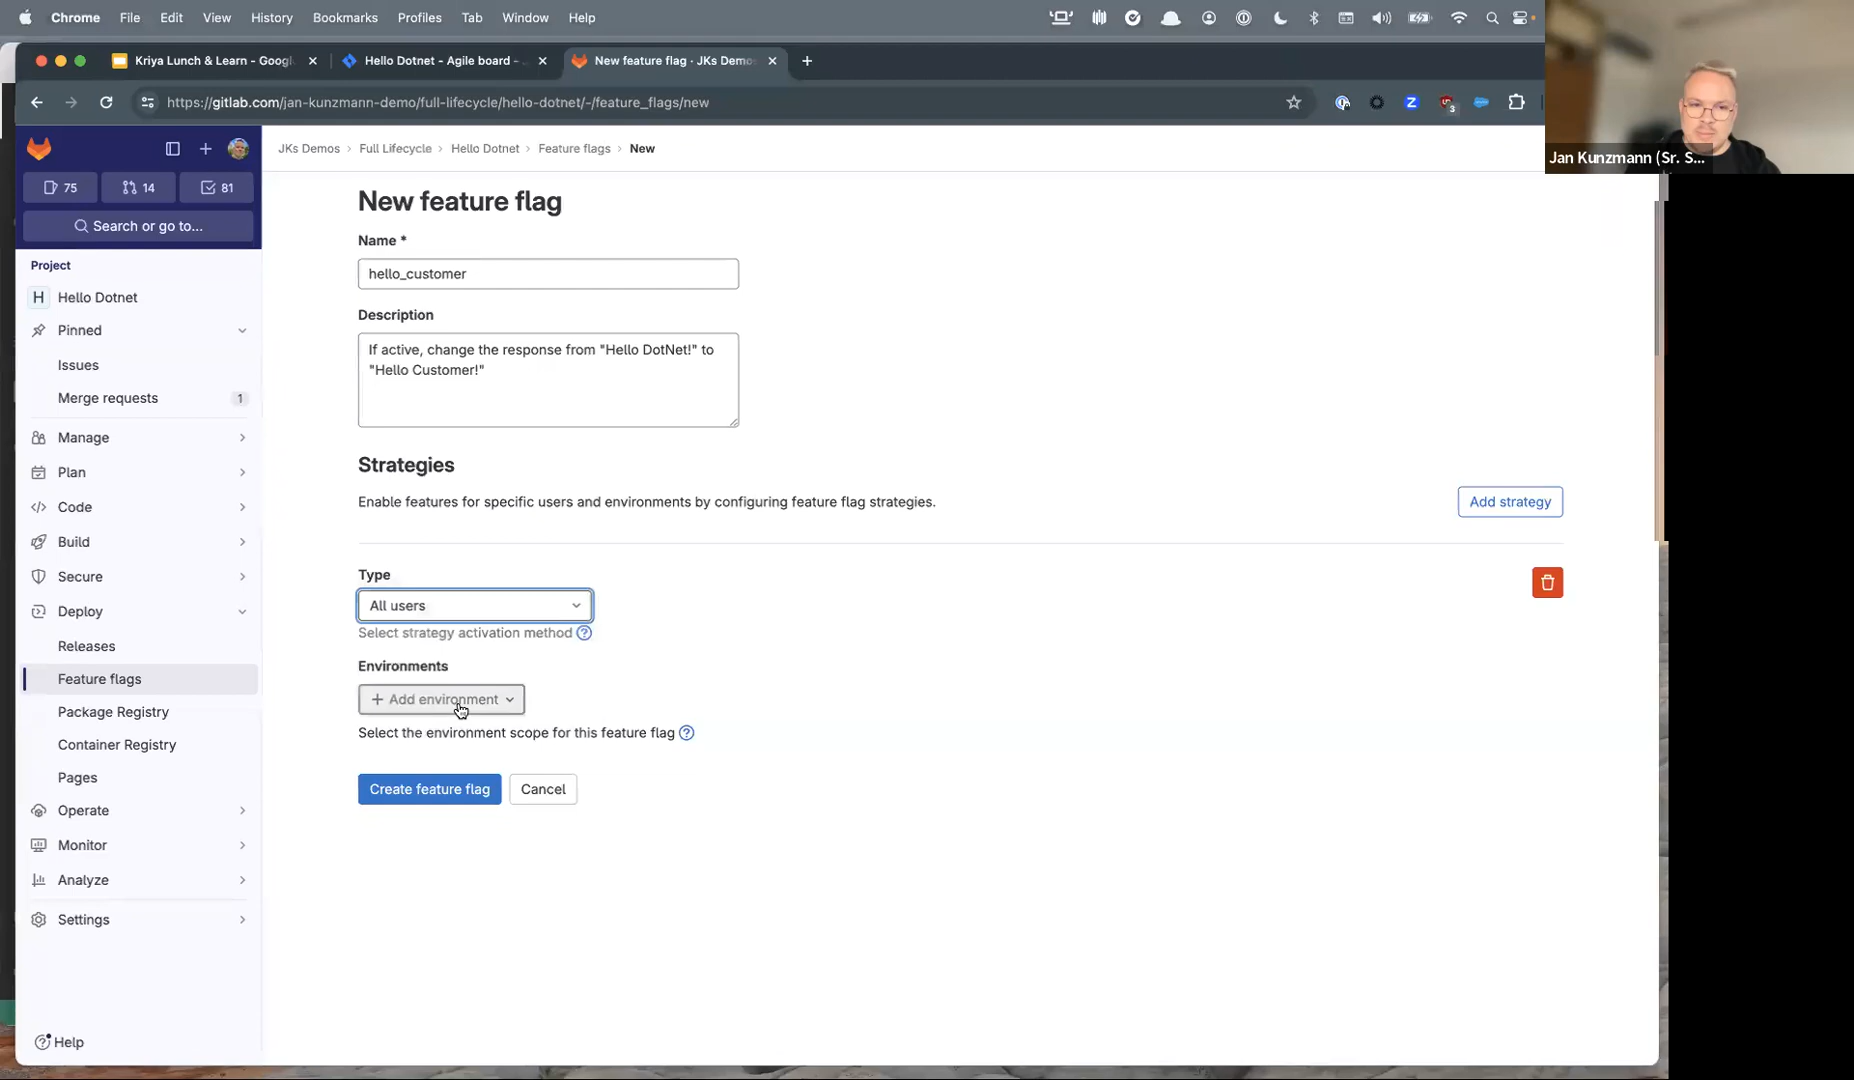 Chrome File Edit View History Bookmarks Profiles Tab Window Help
Kriya Lunch & Learn - Googl
Hello Dotnet - Agile board -
New feature flag · JKs Demo
https://gitlab.com/jan-kunzmann-demo/full-lifecycle/hello-dotnet/-/feature_flags/new
Z
3
Jan Kunzmann (Sr. S...
75
14
81
Search or go to...
Project
H Hello Dotnet
Pinned
Issues
Merge requests 1
Manage
Plan
Code
Build
Secure
Deploy
Releases
Feature flags
Package Registry
Container Registry
Pages
Operate
Monitor
Analyze
Settings
Help
JKs Demos › Full Lifecycle › Hello Dotnet › Feature flags › New
New feature flag
Name *
hello_customer
Description
If active, change the response from "Hello DotNet!" to
"Hello Customer!"
Strategies
Enable features for specific users and environments by configuring feature flag strategies.
Add strategy
Type
All users
Select strategy activation method ?
Environments
+ Add environment
Select the environment scope for this feature flag ?
Create feature flag
Cancel